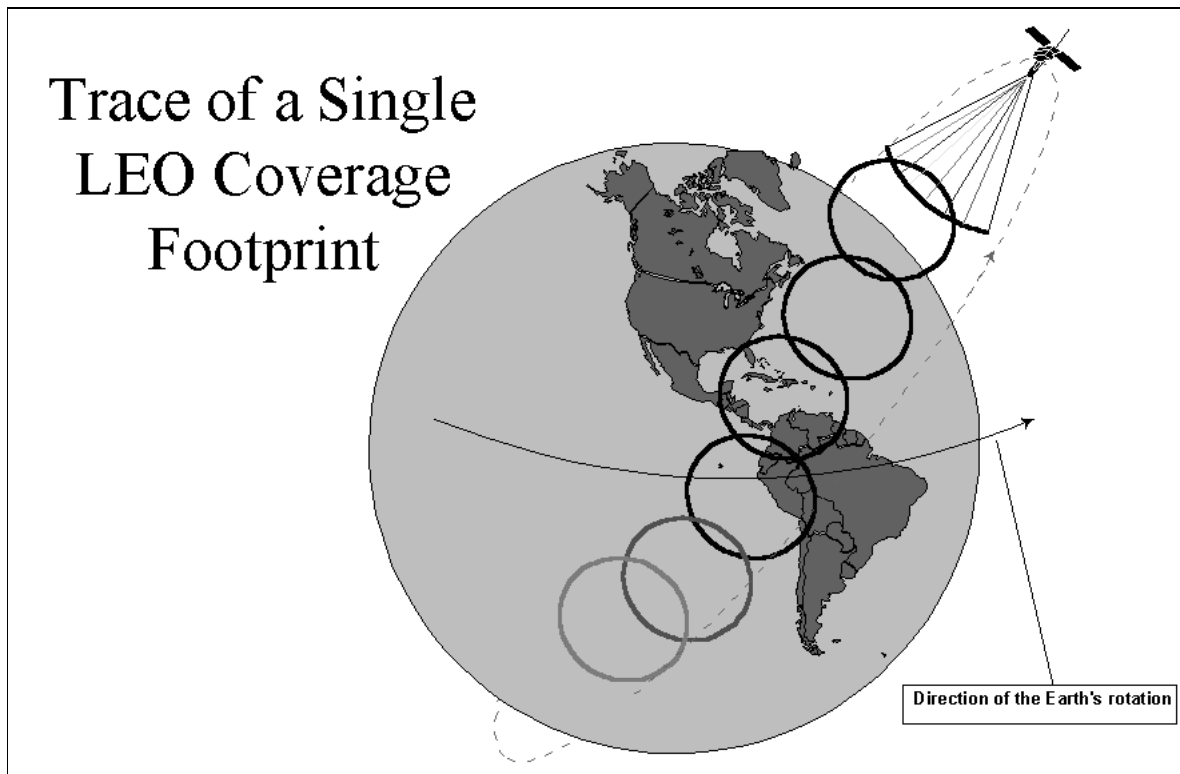 Trace of a Single
LEO Coverage
Footprint
Direction of the Earth's rotation